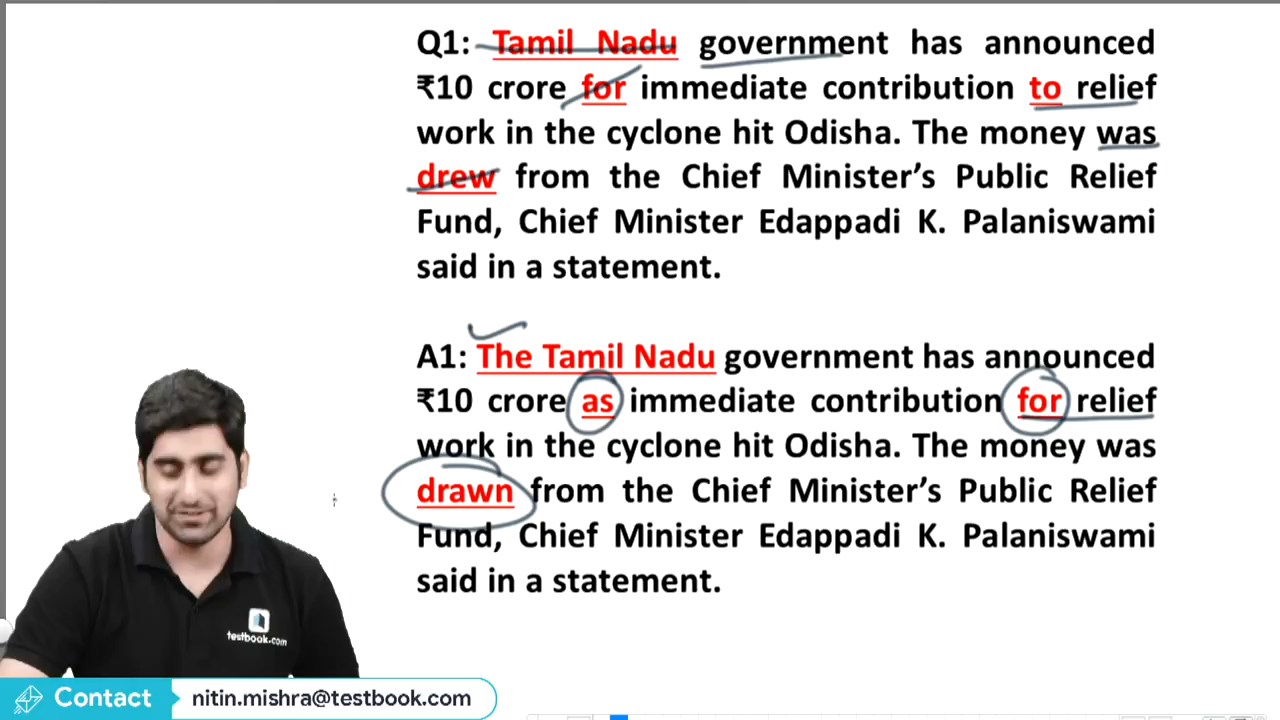 Q1: Tamil Nadu government has announced
₹10 crore for immediate contribution to relief
work in the cyclone hit Odisha. The money was
drew from the Chief Minister’s Public Relief
Fund, Chief Minister Edappadi K. Palaniswami
said in a statement.
A1: The Tamil Nadu government has announced
₹10 crore as immediate contribution for relief
work in the cyclone hit Odisha. The money was
drawn from the Chief Minister’s Public Relief
Fund, Chief Minister Edappadi K. Palaniswami
said in a statement.
testbook.com
Contact nitin.mishra@testbook.com